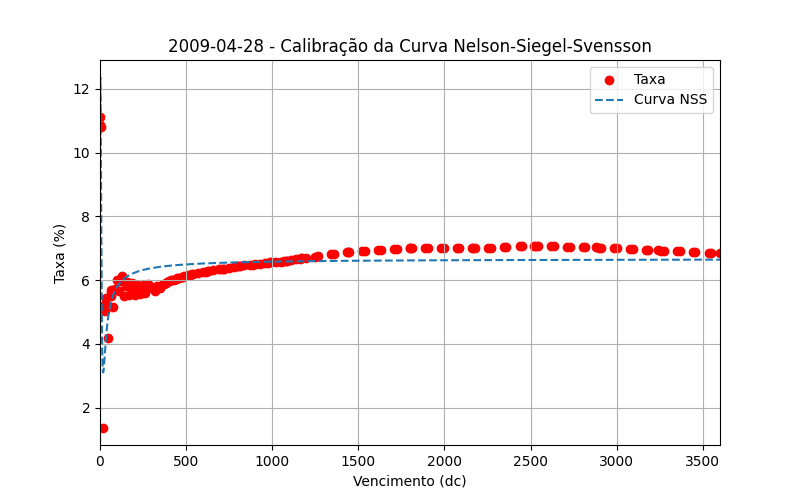 2009-04-28 - Calibração da Curva Nelson-Siegel-Svensson
Taxa
Curva NSS
Taxa (%)
12
10
8
6
4
2
0 500 1000 1500 2000 2500 3000 3500
Vencimento (dc)